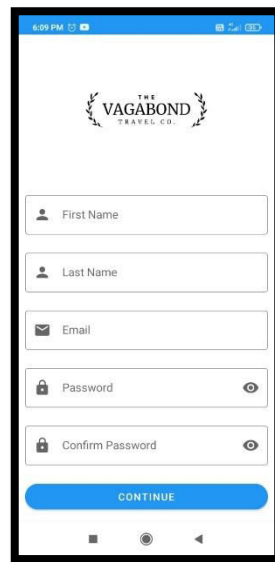 6:09 PM
THE
VAGABOND
TRAVEL CO.
First Name
Last Name
Email
Password
Confirm Password
CONTINUE